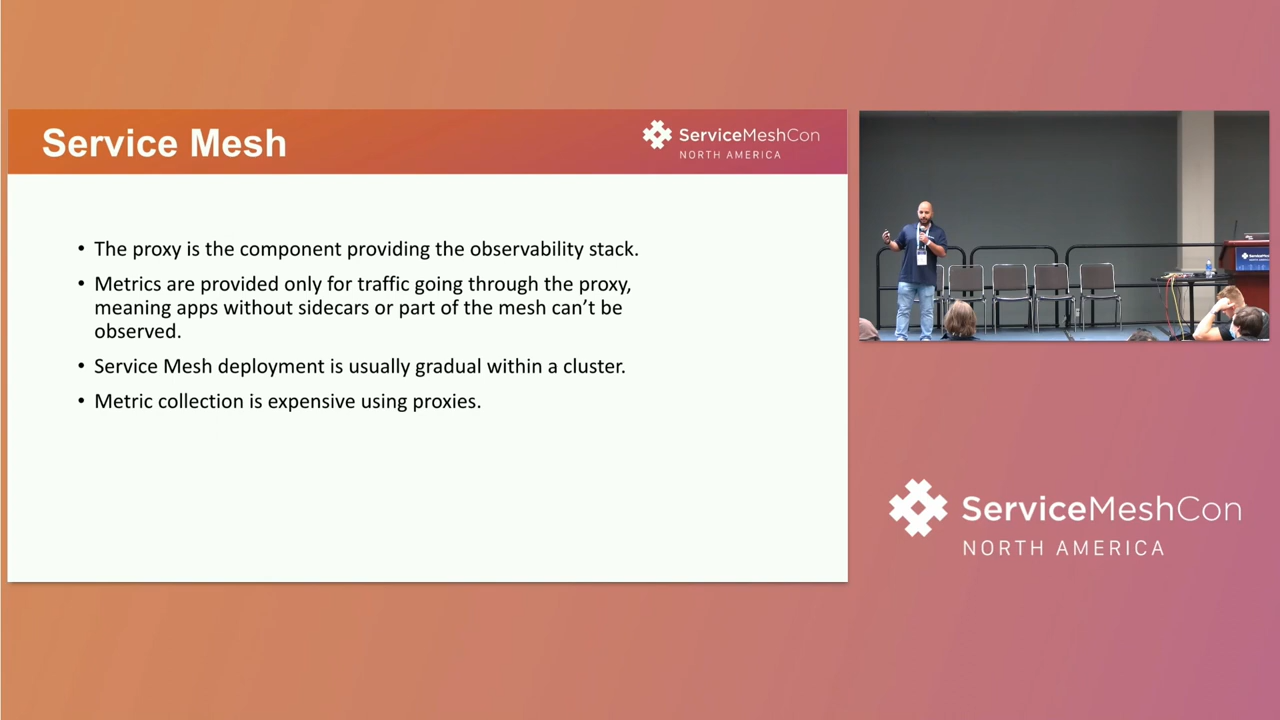 Service Mesh
ServiceMeshCon
NORTH AMERICA
• The proxy is the component providing the observability stack.
• Metrics are provided only for traffic going through the proxy,
meaning apps without sidecars or part of the mesh can’t be
observed.
• Service Mesh deployment is usually gradual within a cluster.
• Metric collection is expensive using proxies.
ServiceMeshCon
NORTH AMERICA